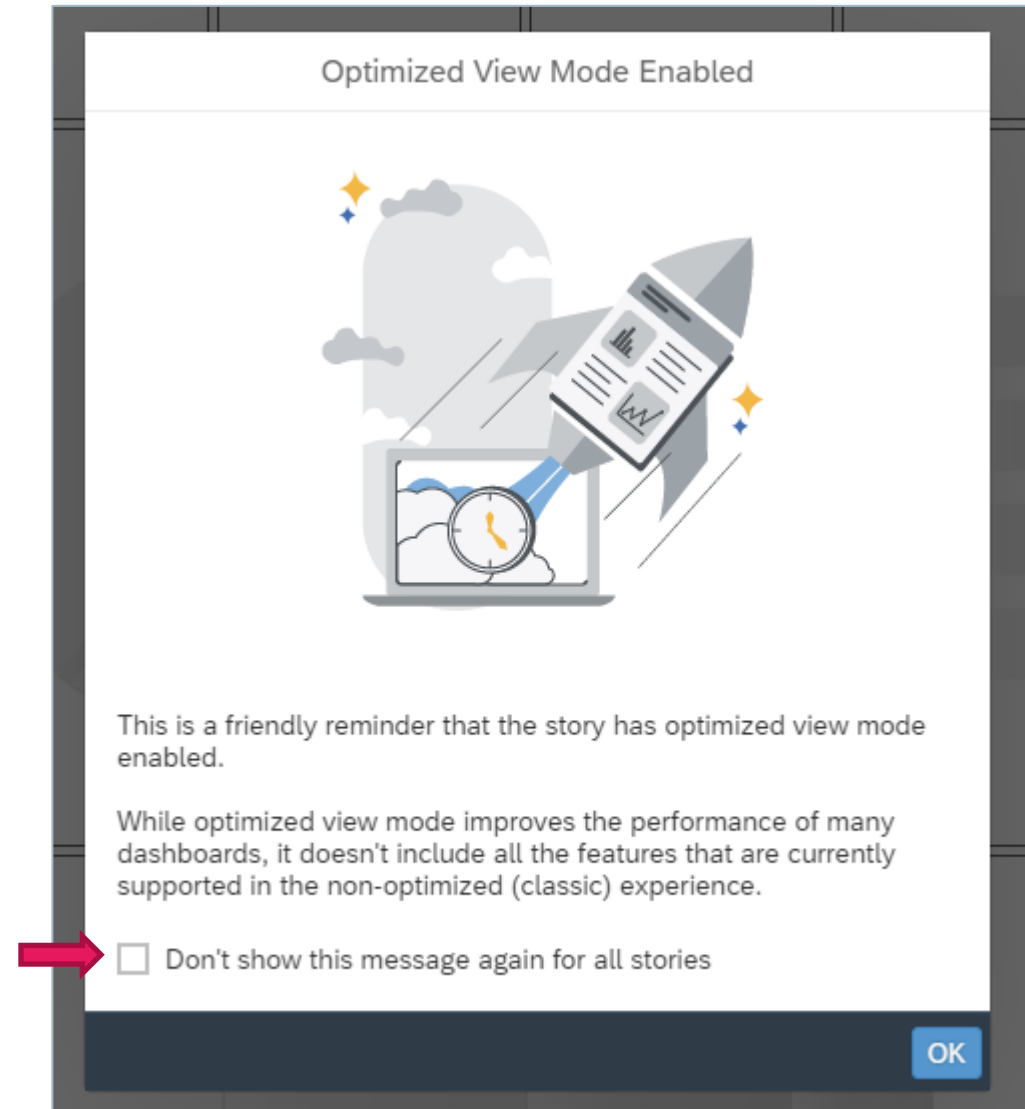 Optimized View Mode Enabled
This is a friendly reminder that the story has optimized view mode
enabled.
While optimized view mode improves the performance of many
dashboards, it doesn't include all the features that are currently
supported in the non-optimized (classic) experience.
Don't show this message again for all stories
OK